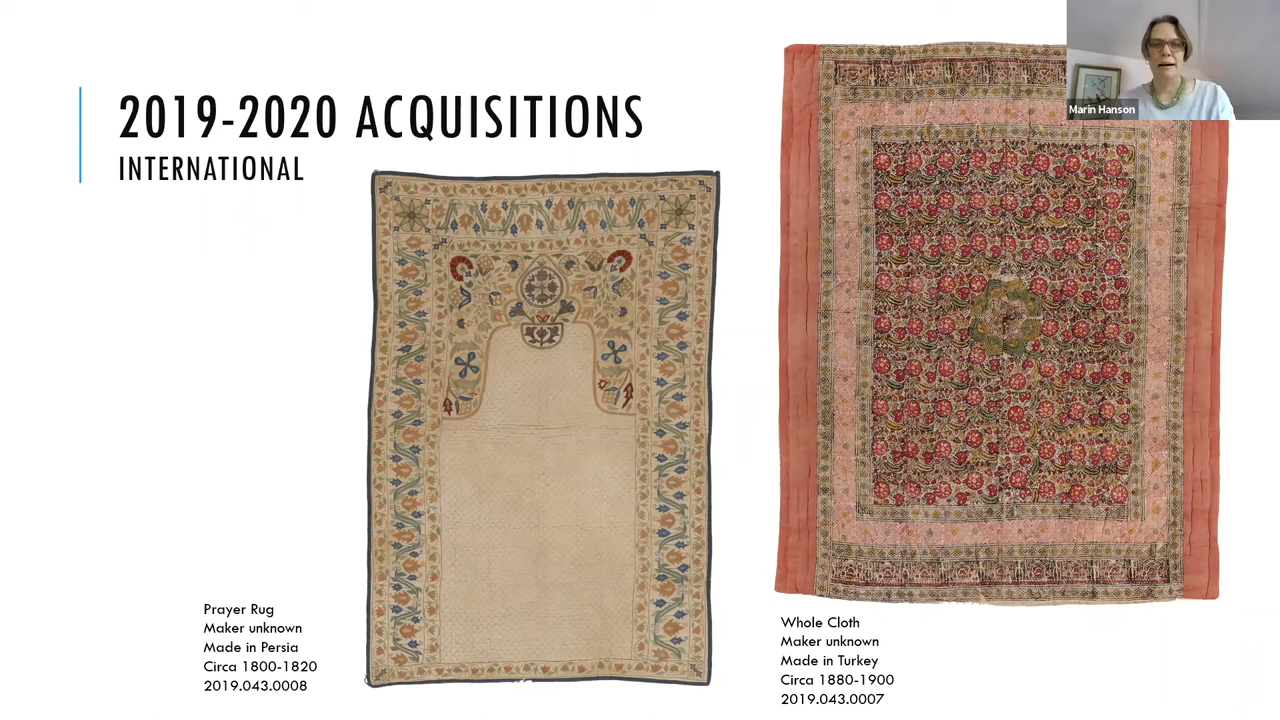 2019-2020 ACQUISITIONS
INTERNATIONAL
Marin Hanson
Prayer Rug
Maker unknown
Made in Persia
Circa 1800-1820
2019.043.0008
Whole Cloth
Maker unknown
Made in Turkey
Circa 1880-1900
2019.043.0007